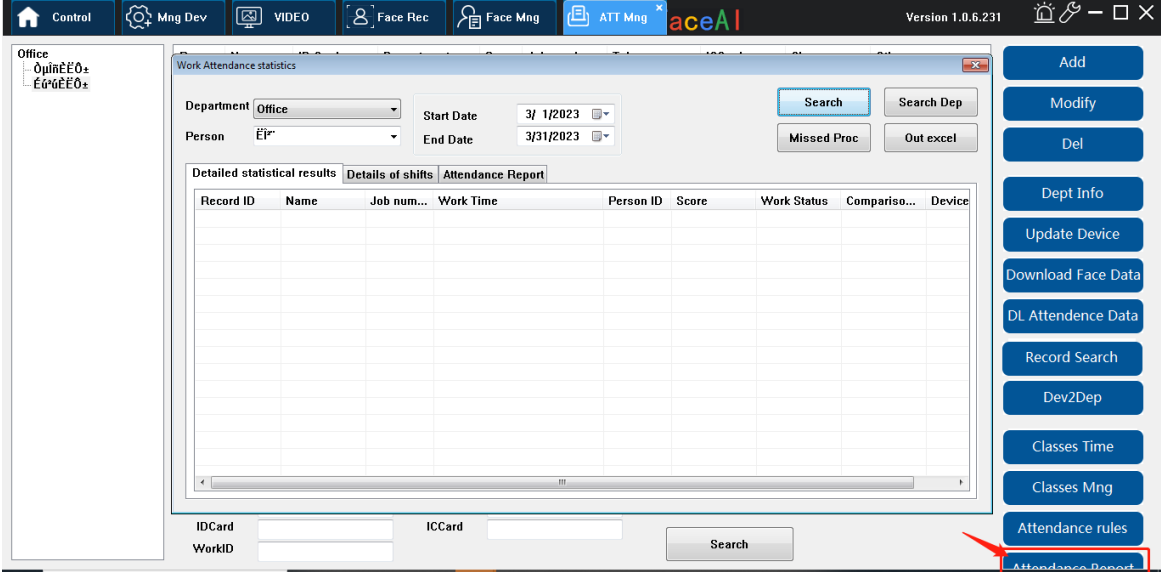 Control
Mng Dev
VIDEO
Face Rec
Face Mng
ATT Mng
aceAI
Version 1.0.6.231
Office
ÒµÎñÈËÔ±
Éú²úÈËÔ±
Work Attendance statistics
Department Office
Person
Start Date 3/ 1/2023
End Date 3/31/2023
Search
Search Dep
Missed Proc
Out excel
Detailed statistical results
Details of shifts
Attendance Report
Record ID Name Job num... Work Time Person ID Score Work Status Compariso... Device
IDCard
ICCard
WorkID
Search
Add
Modify
Del
Dept Info
Update Device
Download Face Data
DL Attendence Data
Record Search
Dev2Dep
Classes Time
Classes Mng
Attendance rules
Attendance Report